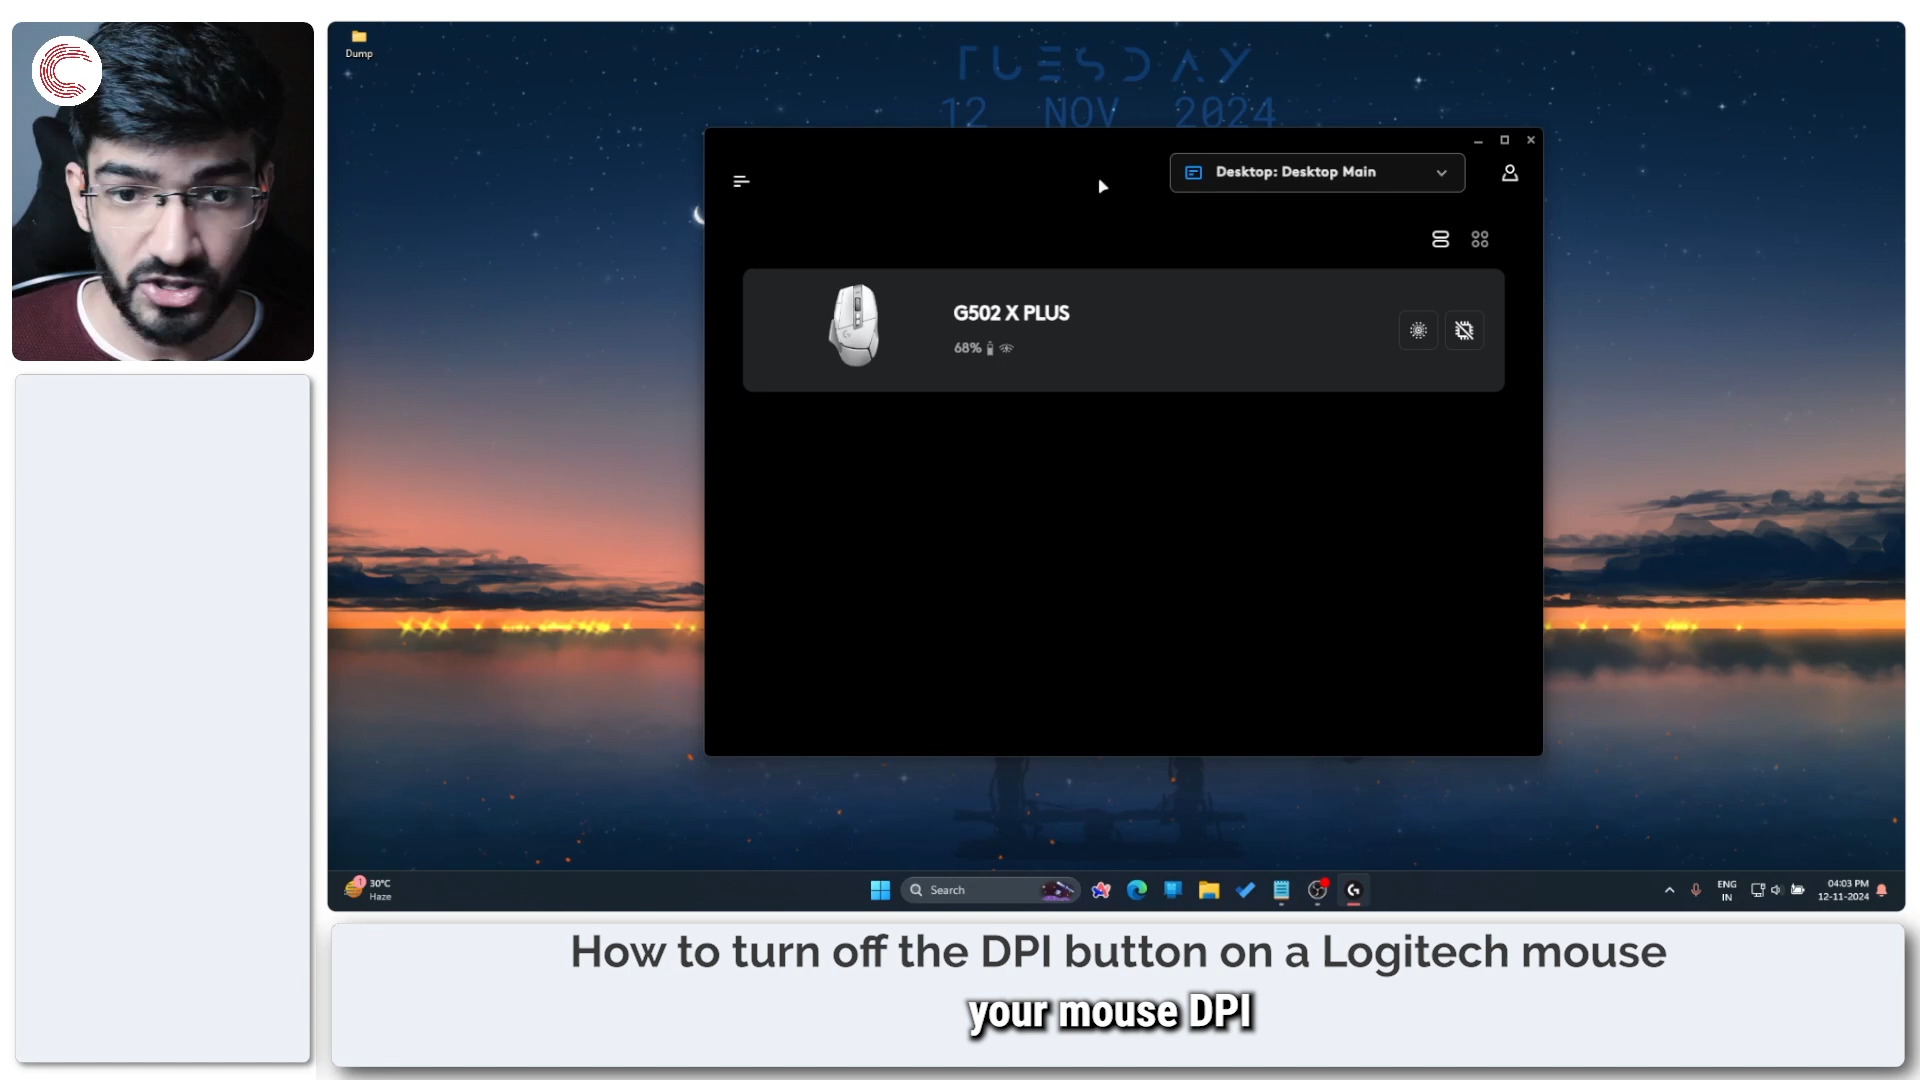 Dump
TUESDAY
12 NOV 2024
Desktop: Desktop Main
G502 X PLUS
68%
1
30°C
Haze
Search
ENG
IN
04:03 PM
12-11-2024
How to turn off the DPI button on a Logitech mouse
your mouse DPI